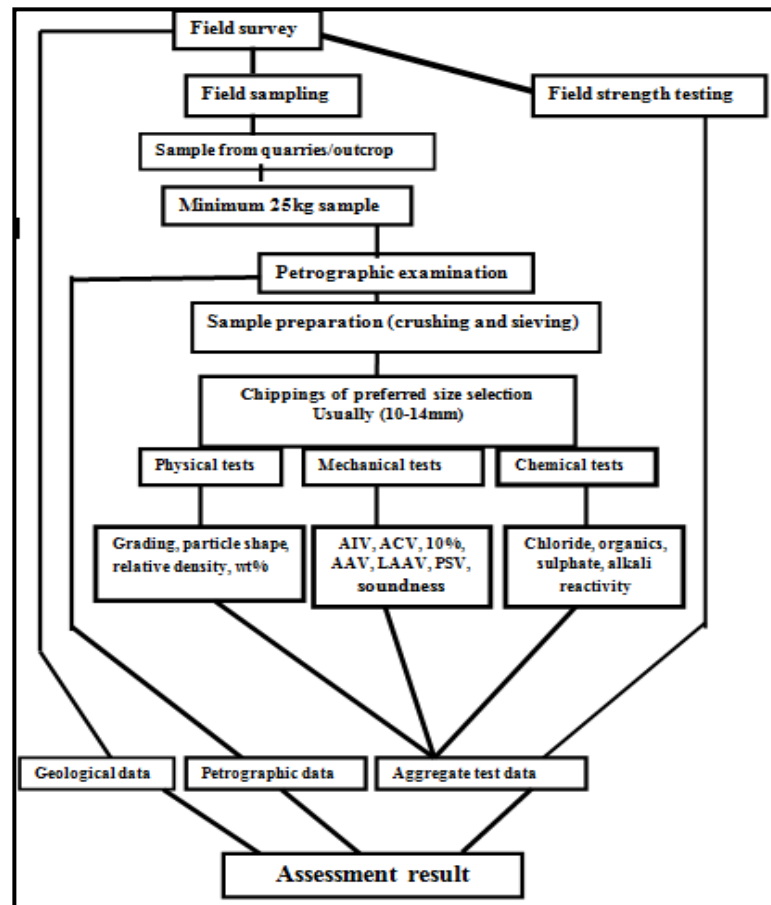 Field survey
Field sampling
Field strength testing
Sample from quarries/outcrop
Minimum 25kg sample
Petrographic examination
Sample preparation (crushing and sieving)
Chippings of preferred size selection
Usually (10-14mm)
Physical tests
Mechanical tests
Chemical tests
Grading, particle shape,
relative density, wt%
AIV, ACV, 10%,
AAV, LAAV, PSV,
soundness
Chloride, organics,
sulphate, alkali
reactivity
Geological data
Petrographic data
Aggregate test data
Assessment result